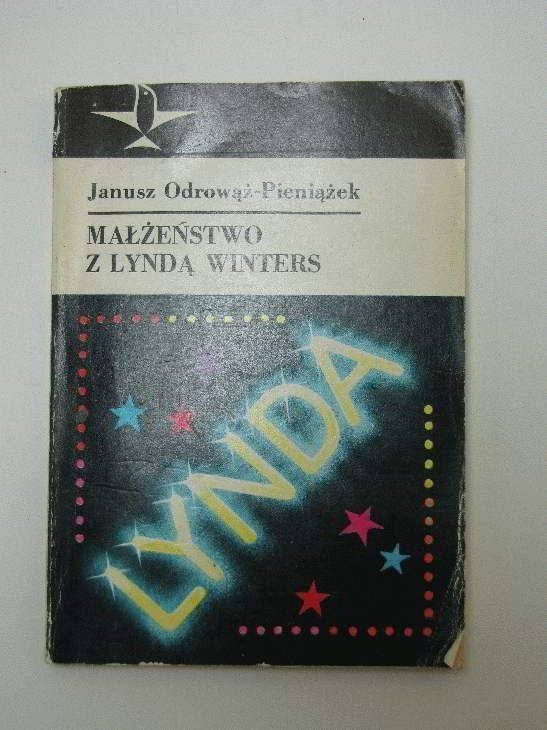 Janusz Odrowąż-Pieniążek
MAŁŻEŃSTWO
Z LYNDĄ WINTERS
LYNDA